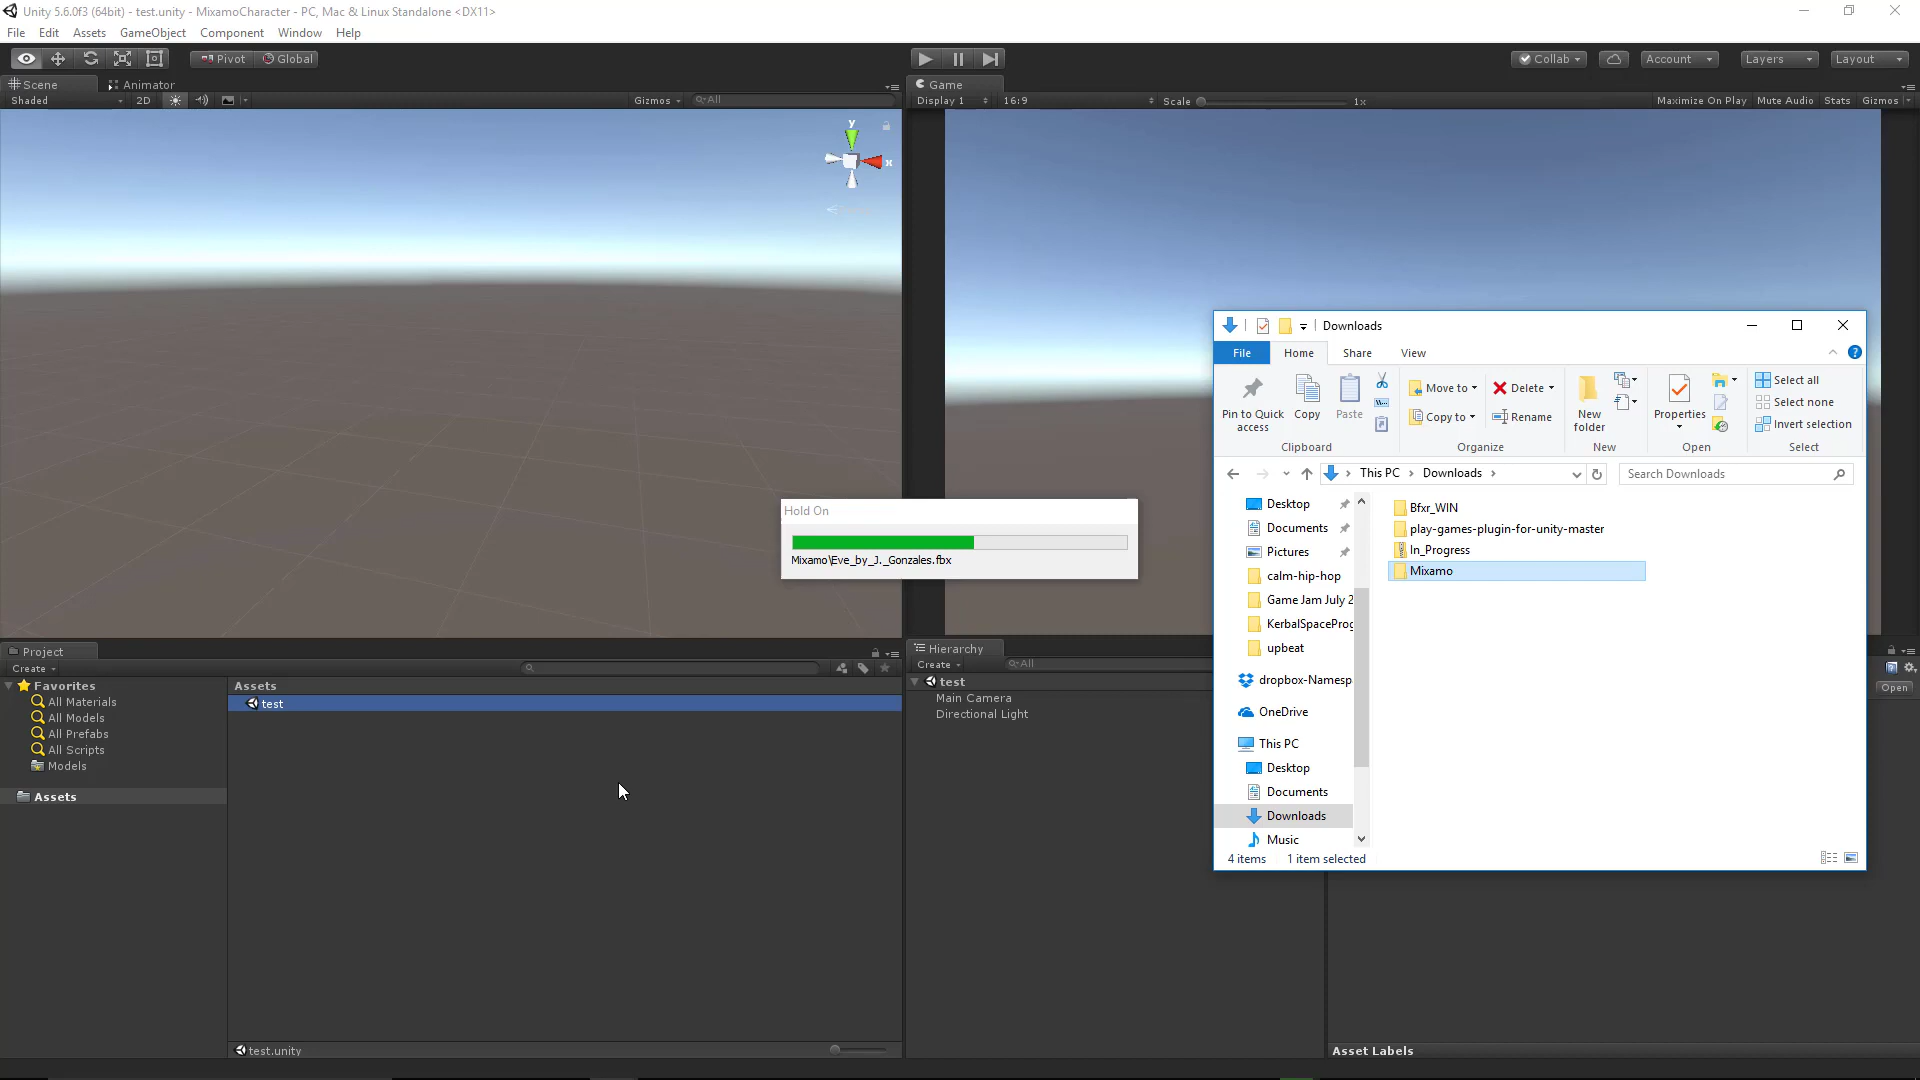 Unity 5.6.0f3 (64bit) - test.unity - MixamoCharacter - PC, Mac & Linux Standalone <DX11>
File Edit Assets GameObject Component Window Help
Pivot Global Collab Account Layers Layout
Scene Animator
Game
Shaded 2D Gizmos All
Display 1 16:9 Scale 1x Maximize On Play Mute Audio Stats Gizmos
y
x
Downloads
File Home Share View
Pin to Quick access Copy Paste
Move to Copy to Delete Rename
New folder Properties
Select all
Select none
Invert selection
Clipboard Organize New Open Select
This PC Downloads Search Downloads
Desktop
Documents
Pictures
calm-hip-hop
Game Jam July 2
KerbalSpaceProg
upbeat
dropbox-Namesp
OneDrive
This PC
Desktop
Documents
Downloads
Music
Bfxr_WIN
play-games-plugin-for-unity-master
In_Progress
Mixamo
4 items 1 item selected
Hold On
Mixamo\Eve_by_J._Gonzales.fbx
Project
Create
Favorites
All Materials
All Models
All Prefabs
All Scripts
Models
Assets
Assets
test
test.unity
Hierarchy
Create All
test
Main Camera
Directional Light
Open
Asset Labels